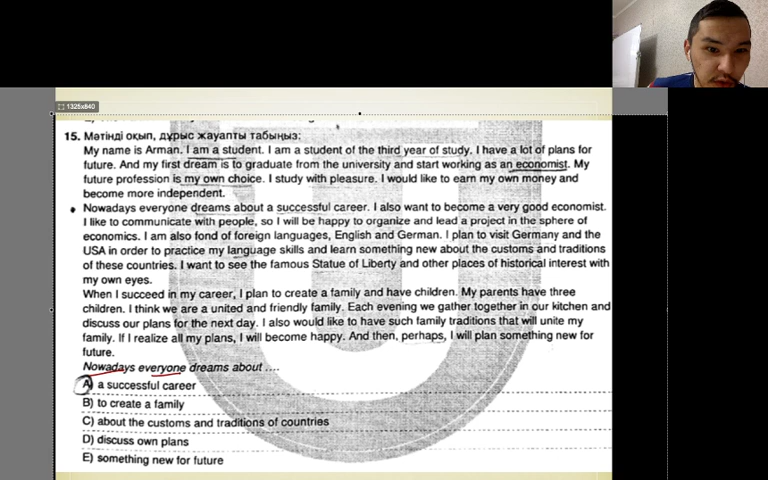 1325x840
15. Мәтінді оқып, дұрыс жауапты табыңыз:
My name is Arman. I am a student. I am a student of the third year of study. I have a lot of plans for
future. And my first dream is to graduate from the university and start working as an economist. My
future profession is my own choice. I study with pleasure. I would like to earn my own money and
become more independent.
Nowadays everyone dreams about a successful career. I also want to become a very good economist.
I like to communicate with people, so I will be happy to organize and lead a project in the sphere of
economics. I am also fond of foreign languages, English and German. I plan to visit Germany and the
USA in order to practice my language skills and learn something new about the customs and traditions
of these countries. I want to see the famous Statue of Liberty and other places of historical interest with
my own eyes.
When I succeed in my career, I plan to create a family and have children. My parents have three
children. I think we are a united and friendly family. Each evening we gather together in our kitchen and
discuss our plans for the next day. I also would like to have such family traditions that will unite my
family. If I realize all my plans, I will become happy. And then, perhaps, I will plan something new for
future.
Nowadays everyone dreams about ....
A) a successful career
B) to create a family
C) about the customs and traditions of countries
D) discuss own plans
E) something new for future